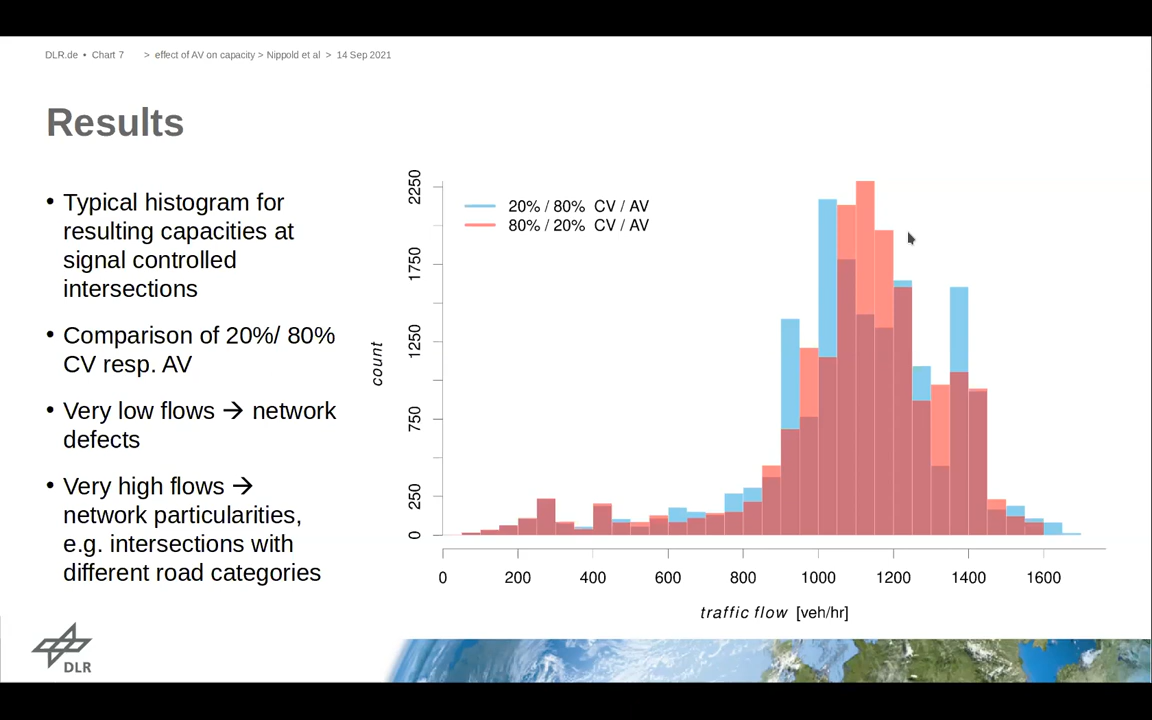 DLR.de • Chart 7 > effect of AV on capacity > Nippold et al > 14 Sep 2021
Results
• Typical histogram for
resulting capacities at
signal controlled
intersections
• Comparison of 20%/ 80%
CV resp. AV
• Very low flows → network
defects
• Very high flows →
network particularities,
e.g. intersections with
different road categories
20% / 80% CV / AV
80% / 20% CV / AV
count
2250
1750
1250
750
250
0
0 200 400 600 800 1000 1200 1400 1600
traffic flow [veh/hr]
DLR